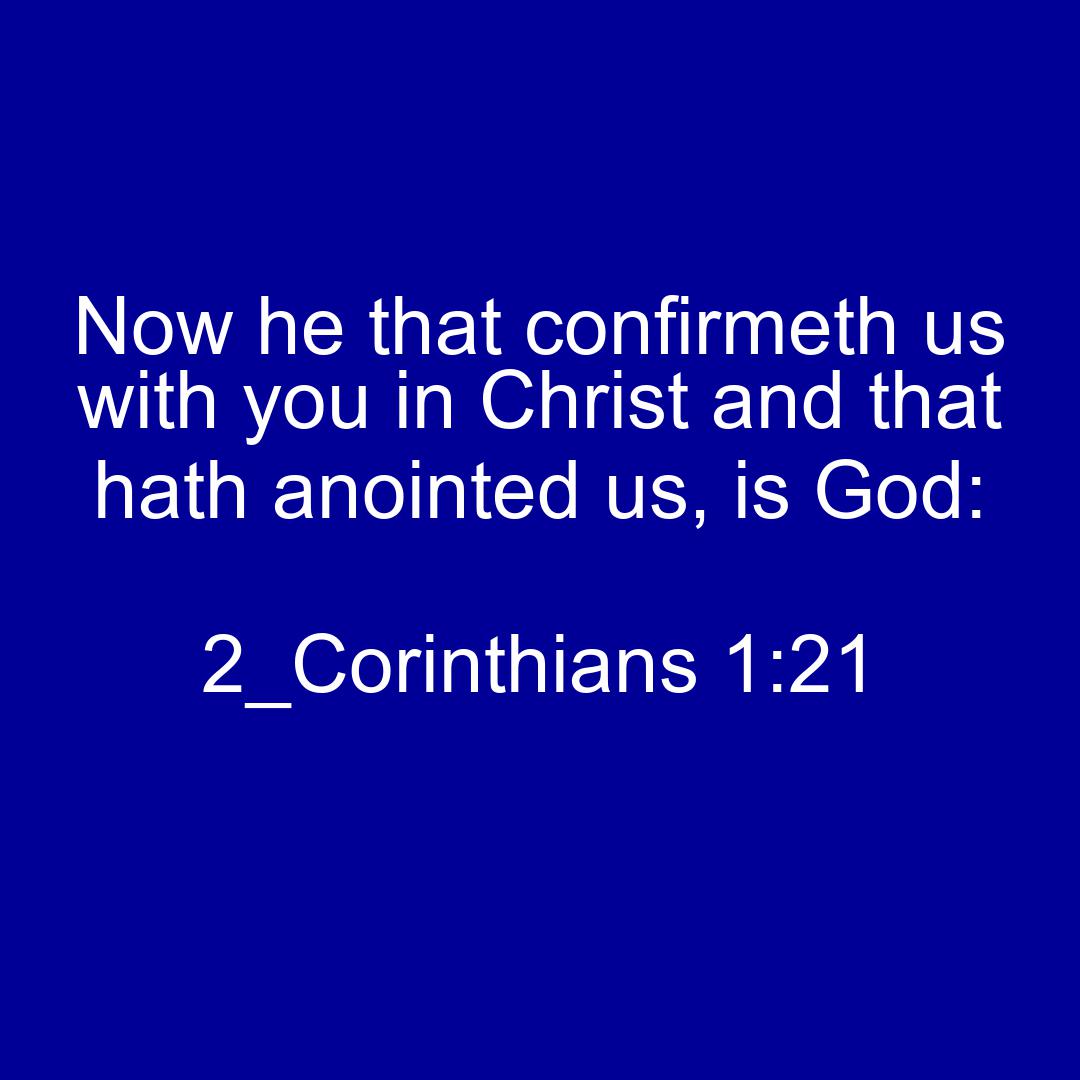 Now he that confirmeth us
with you in Christ and that
hath anointed us, is God:
2_Corinthians 1:21